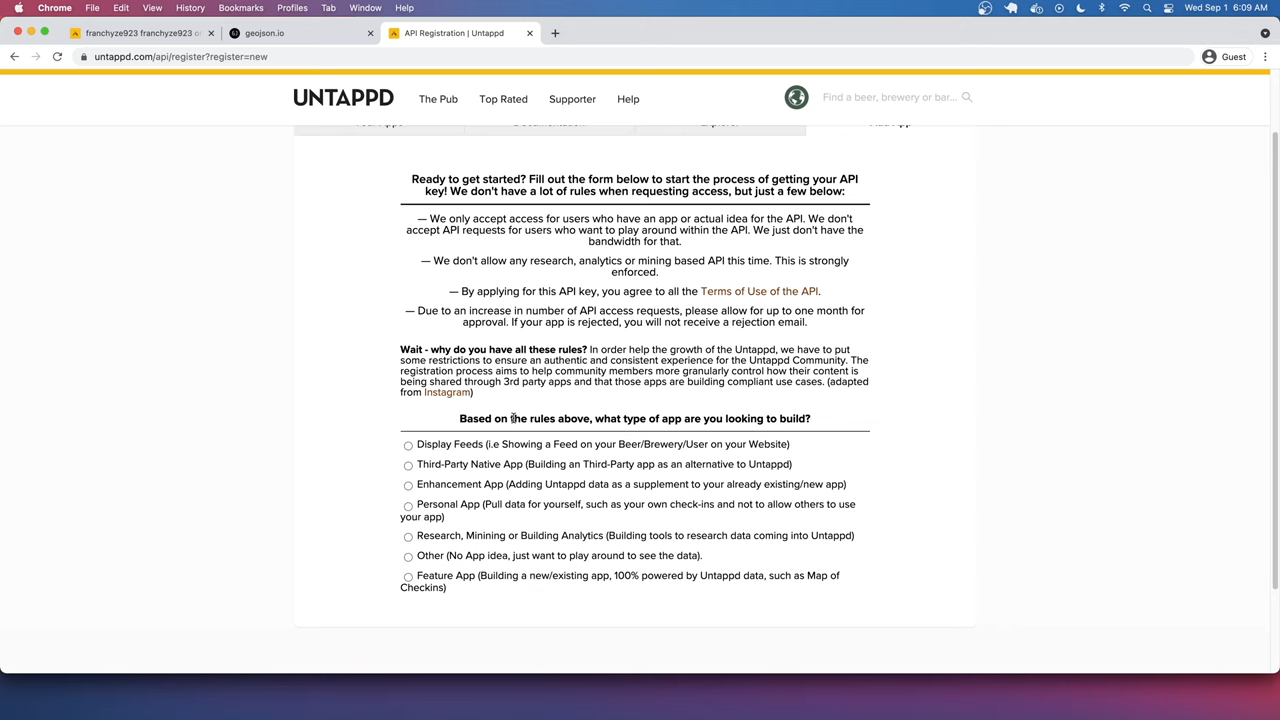 Chrome File Edit View History Bookmarks Profiles Tab Window Help Wed Sep 1 6:09 AM
franchyze923 franchyze923 o geojson.io API Registration | Untappd
untappd.com/api/register?register=new Guest
UNTAPPD The Pub Top Rated Supporter Help Find a beer, brewery or bar...
Ready to get started? Fill out the form below to start the process of getting your API
key! We don't have a lot of rules when requesting access, but just a few below:
— We only accept access for users who have an app or actual idea for the API. We don't
accept API requests for users who want to play around within the API. We just don't have the
bandwidth for that.
— We don't allow any research, analytics or mining based API this time. This is strongly
enforced.
— By applying for this API key, you agree to all the Terms of Use of the API.
— Due to an increase in number of API access requests, please allow for up to one month for
approval. If your app is rejected, you will not receive a rejection email.
Wait - why do you have all these rules? In order help the growth of the Untappd, we have to put
some restrictions to ensure an authentic and consistent experience for the Untappd Community. The
registration process aims to help community members more granularly control how their content is
being shared through 3rd party apps and that those apps are building compliant use cases. (adapted
from Instagram)
Based on the rules above, what type of app are you looking to build?
Display Feeds (i.e Showing a Feed on your Beer/Brewery/User on your Website)
Third-Party Native App (Building an Third-Party app as an alternative to Untappd)
Enhancement App (Adding Untappd data as a supplement to your already existing/new app)
Personal App (Pull data for yourself, such as your own check-ins and not to allow others to use
your app)
Research, Minining or Building Analytics (Building tools to research data coming into Untappd)
Other (No App idea, just want to play around to see the data).
Feature App (Building a new/existing app, 100% powered by Untappd data, such as Map of
Checkins)